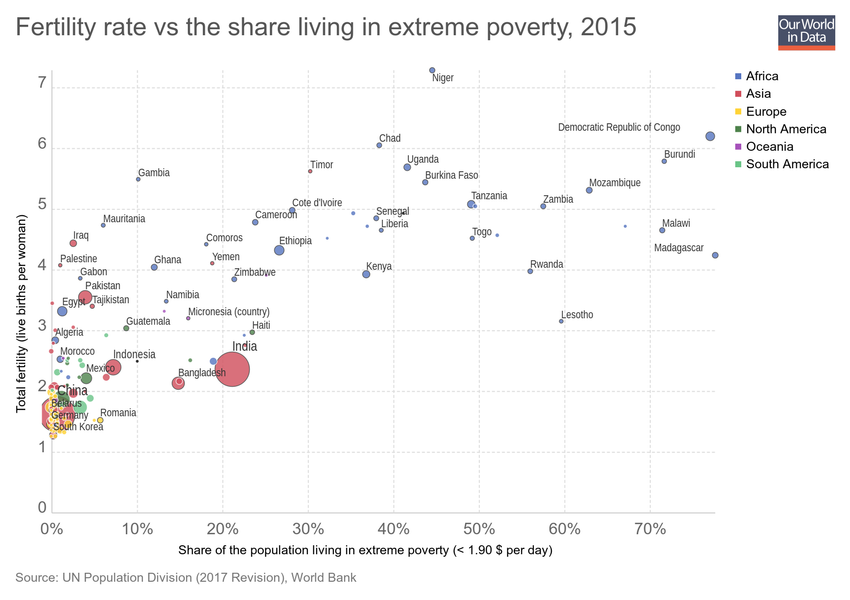 Fertility rate vs the share living in extreme poverty, 2015
Our World
in Data
Africa
Asia
Europe
North America
Oceania
South America
Total fertility (live births per woman)
7
6
5
4
3
2
1
0
Niger
Democratic Republic of Congo
Chad
Burundi
Timor
Uganda
Gambia
Burkina Faso
Mozambique
Tanzania
Zambia
Cote d'Ivoire
Senegal
Mauritania
Cameroon
Liberia
Malawi
Iraq
Comoros
Togo
Ethiopia
Madagascar
Palestine
Ghana
Yemen
Kenya
Rwanda
Gabon
Zimbabwe
Pakistan
Namibia
Egypt
Tajikistan
Micronesia (country)
Lesotho
Guatemala
Haiti
Algeria
India
Morocco
Indonesia
Mexico
Bangladesh
China
Belarus
Romania
Germany
South Korea
0%
10%
20%
30%
40%
50%
60%
70%
Share of the population living in extreme poverty (< 1.90 $ per day)
Source: UN Population Division (2017 Revision), World Bank